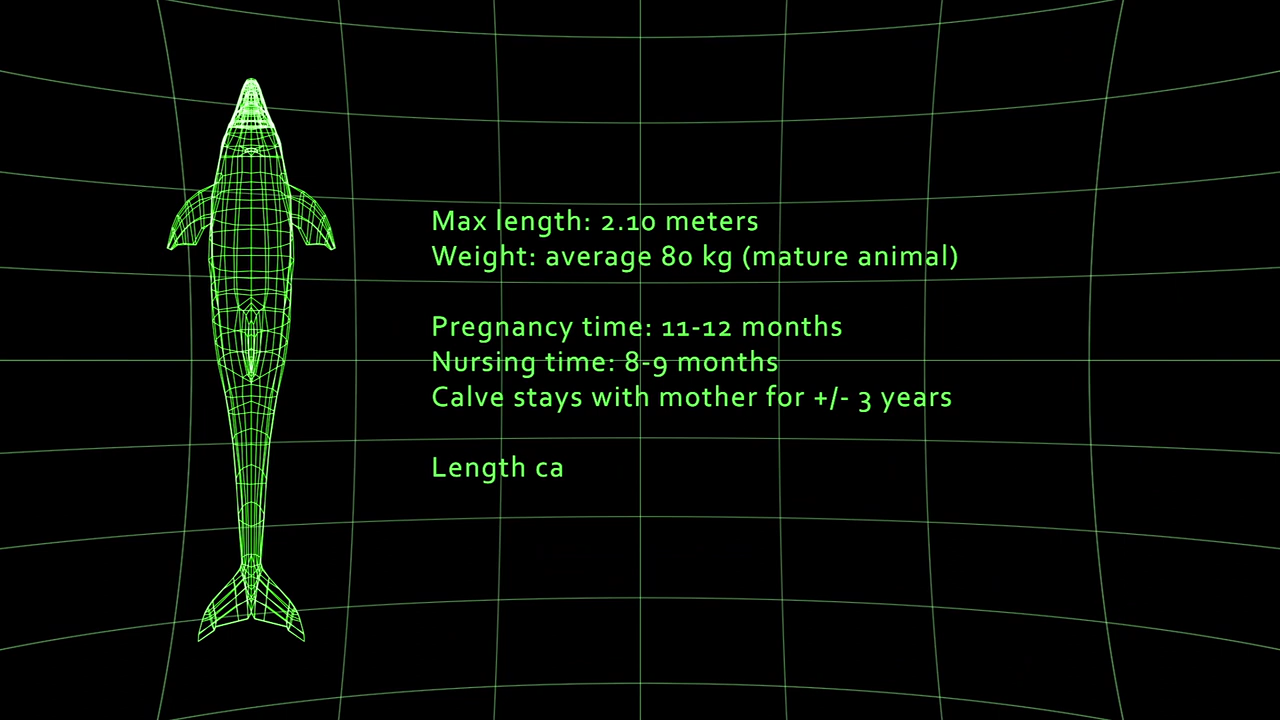 Max length: 2.10 meters
Weight: average 80 kg (mature animal)
Pregnancy time: 11-12 months
Nursing time: 8-9 months
Calve stays with mother for +/- 3 years
Length ca